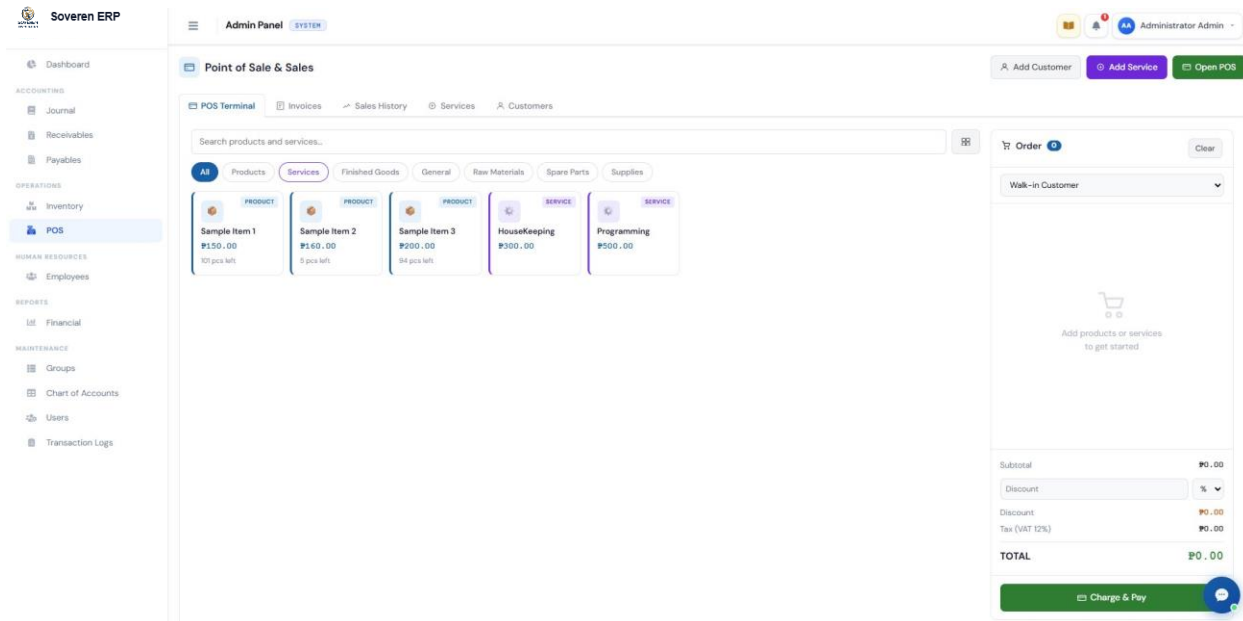 Soveren ERP
Admin Panel SYSTEM
1
AA Administrator Admin
Dashboard
ACCOUNTING
Journal
Receivables
Payables
OPERATIONS
Inventory
POS
HUMAN RESOURCES
Employees
REPORTS
Financial
MAINTENANCE
Groups
Chart of Accounts
Users
Transaction Logs
Point of Sale & Sales
Add Customer Add Service Open POS
POS Terminal Invoices Sales History Services Customers
Search products and services...
All Products Services Finished Goods General Raw Materials Spare Parts Supplies
PRODUCT
Sample Item 1
₱150.00
101 pcs left
PRODUCT
Sample Item 2
₱160.00
5 pcs left
PRODUCT
Sample Item 3
₱200.00
94 pcs left
SERVICE
HouseKeeping
₱300.00
SERVICE
Programming
₱500.00
Order 0 Clear
Walk-in Customer
Add products or services
to get started
Subtotal ₱0.00
Discount %
Discount ₱0.00
Tax (VAT 12%) ₱0.00
TOTAL ₱0.00
Charge & Pay